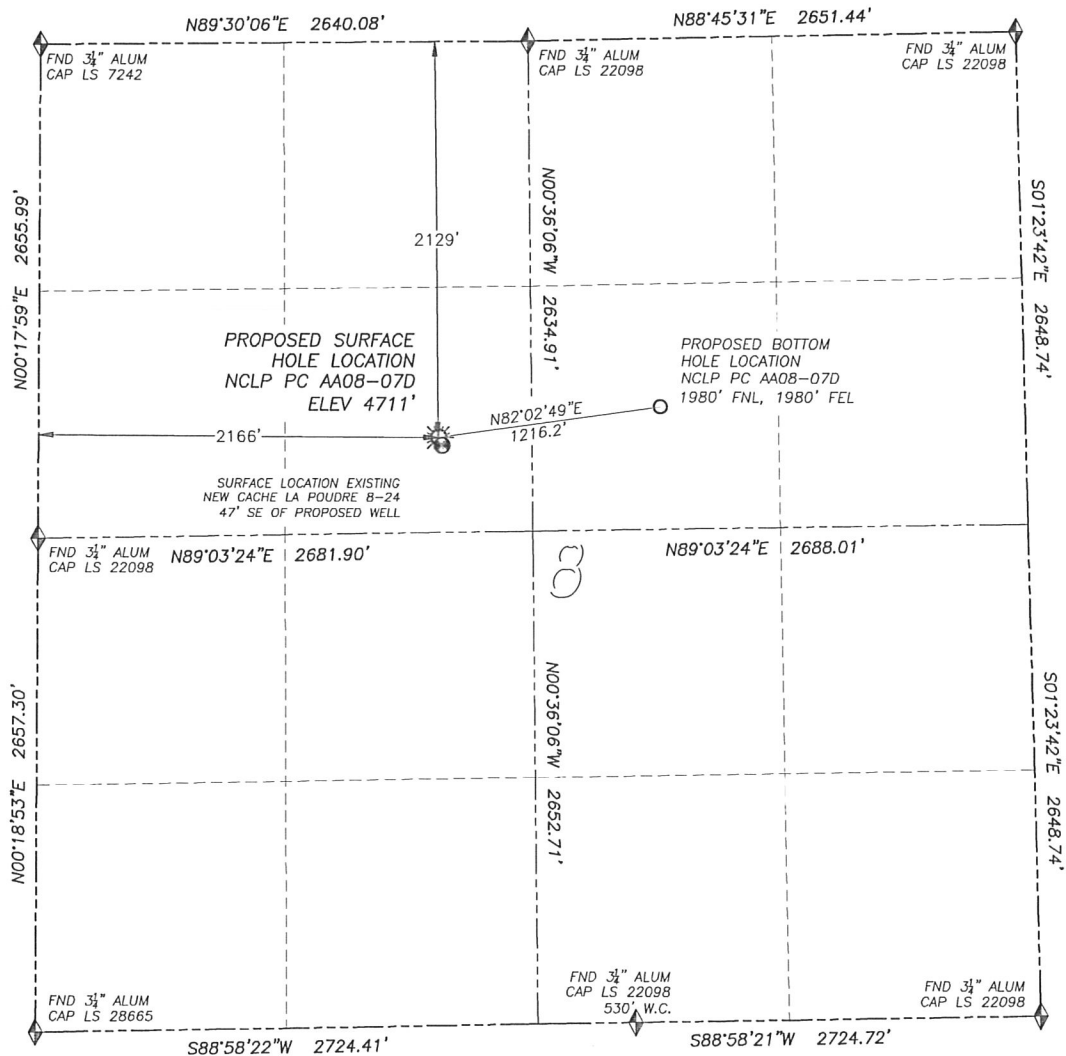 N89°30'06"E 2640.08'
N88°45'31"E 2651.44'
FND 3¼" ALUM
CAP LS 7242
FND 3¼" ALUM
CAP LS 22098
FND 3¼" ALUM
CAP LS 22098
N00°17'59"E 2655.99'
2129'
N00°36'06"W 2634.91'
S01°23'42"E 2648.74'
PROPOSED SURFACE
HOLE LOCATION
NCLP PC AA08-07D
ELEV 4711'
PROPOSED BOTTOM
HOLE LOCATION
NCLP PC AA08-07D
1980' FNL, 1980' FEL
N82°02'49"E
1216.2'
2166'
SURFACE LOCATION EXISTING
NEW CACHE LA POUDRE 8-24
47' SE OF PROPOSED WELL
FND 3¼" ALUM
CAP LS 22098
N89°03'24"E 2681.90'
N89°03'24"E 2688.01'
N00°18'53"E 2657.30'
N00°36'06"W 2652.71'
S01°23'42"E 2648.74'
FND 3¼" ALUM
CAP LS 28665
FND 3¼" ALUM
CAP LS 22098
530' W.C.
FND 3¼" ALUM
CAP LS 22098
S88°58'22"W 2724.41'
S88°58'21"W 2724.72'